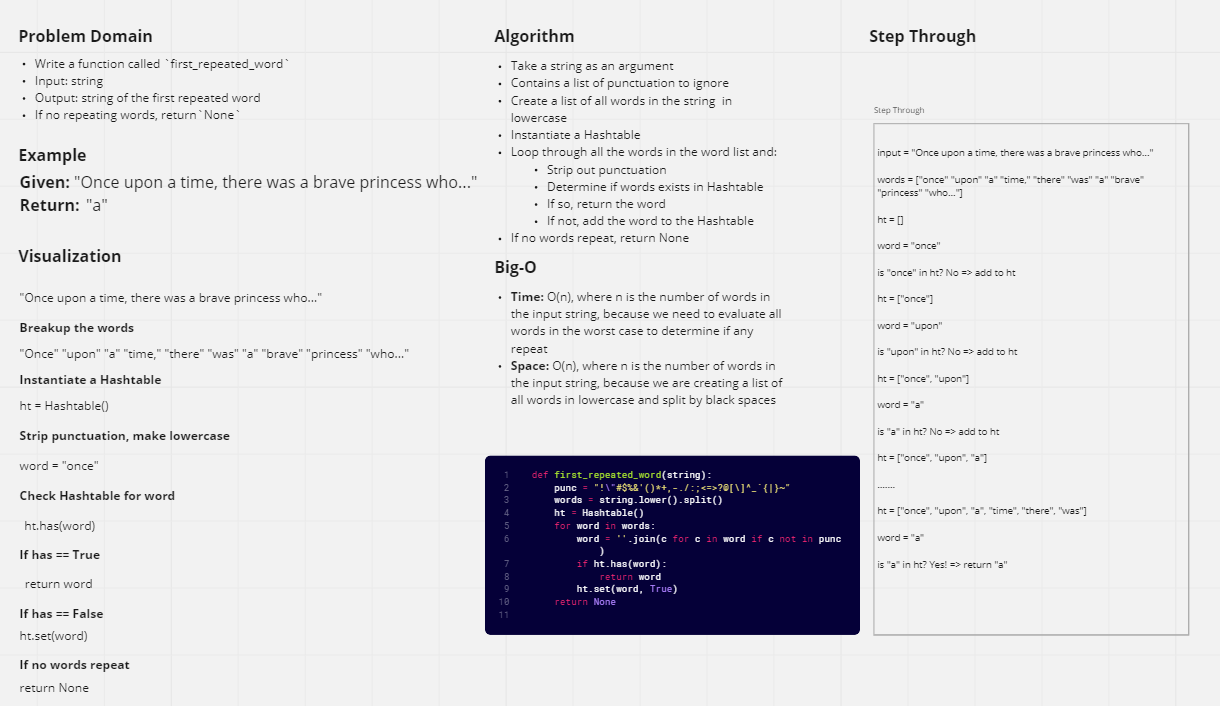 Problem Domain
• Write a function called `first_repeated_word`
• Input: string
• Output: string of the first repeated word
• If no repeating words, return`None`
Example
Given: "Once upon a time, there was a brave princess who..."
Return: "a"
Visualization
"Once upon a time, there was a brave princess who..."
Breakup the words
"Once" "upon" "a" "time," "there" "was" "a" "brave" "princess" "who..."
Instantiate a Hashtable
ht = Hashtable()
Strip punctuation, make lowercase
word = "once"
Check Hashtable for word
ht.has(word)
If has == True
return word
If has == False
ht.set(word)
If no words repeat
return None
Algorithm
• Take a string as an argument
• Contains a list of punctuation to ignore
• Create a list of all words in the string in
lowercase
• Instantiate a Hashtable
• Loop through all the words in the word list and:
• Strip out punctuation
• Determine if words exists in Hashtable
• If so, return the word
• If not, add the word to the Hashtable
• If no words repeat, return None
Big-O
• Time: O(n), where n is the number of words in
the input string, because we need to evaluate all
words in the worst case to determine if any
repeat
• Space: O(n), where n is the number of words in
the input string, because we are creating a list of
all words in lowercase and split by black spaces
1 def first_repeated_word(string):
2 punc = "!\"#$%&'()*+,-./:;<=>?@[\]^_`{|}~"
3 words = string.lower().split()
4 ht = Hashtable()
5 for word in words:
6 word = ''.join(c for c in word if c not in punc
)
7 if ht.has(word):
8 return word
9 ht.set(word, True)
10 return None
11
Step Through
Step Through
input = "Once upon a time, there was a brave princess who..."
words = ["once" "upon" "a" "time," "there" "was" "a" "brave"
"princess" "who..."]
ht = []
word = "once"
is "once" in ht? No => add to ht
ht = ["once"]
word = "upon"
is "upon" in ht? No => add to ht
ht = ["once", "upon"]
word = "a"
is "a" in ht? No => add to ht
ht = ["once", "upon", "a"]
.......
ht = ["once", "upon", "a", "time", "there", "was"]
word = "a"
is "a" in ht? Yes! => return "a"